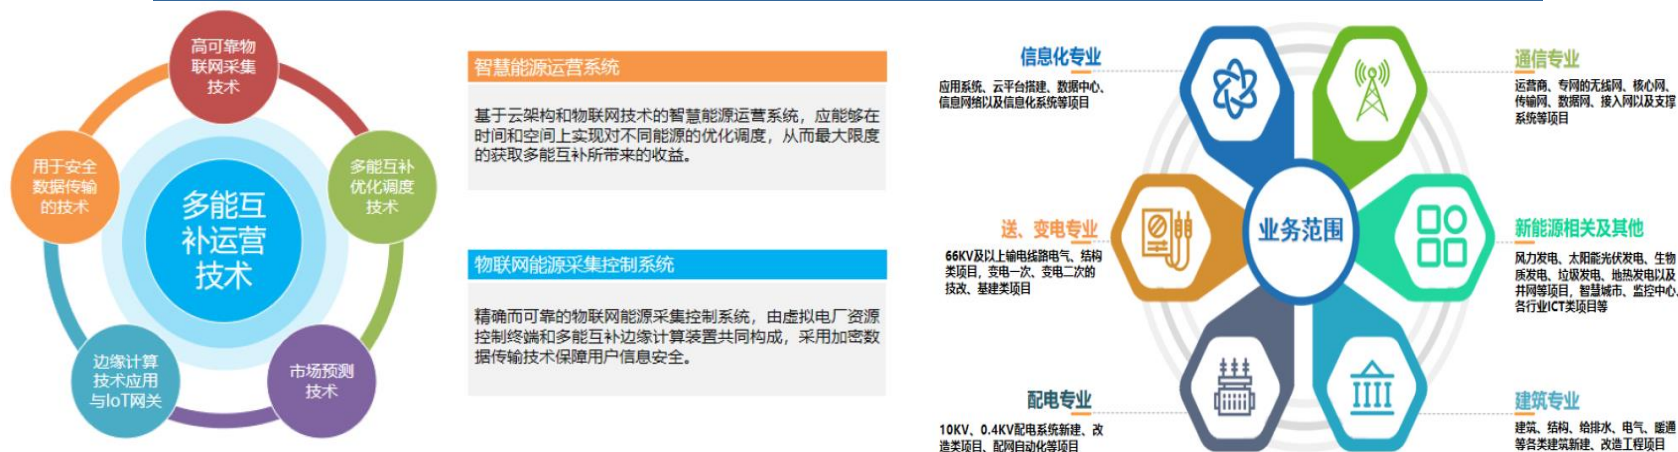 高可靠物
联网采集
技术
用于安全
数据传输
的技术
多能互补
优化调度
技术
多能互
补运营
技术
边缘计算
技术应用
与IoT网关
市场预测
技术
智慧能源运营系统
基于云架构和物联网技术的智慧能源运营系统，应能够在
时间和空间上实现对不同能源的优化调度，从而最大限度
的获取多能互补所带来的收益。
物联网能源采集控制系统
精确而可靠的物联网能源采集控制系统，由虚拟电厂资源
控制终端和多能互补边缘计算装置共同构成，采用加密数
据传输技术保障用户信息安全。
信息化专业
应用系统、云平台搭建、数据中心、
信息网络以及信息化系统等项目
送、变电专业
66KV及以上输电线路电气、结构
类项目，变电一次、变电二次的
技改、基建类项目
配电专业
10KV、0.4KV配电系统新建、改
造类项目、配网自动化等项目
业务范围
通信专业
运营商、专网的无线网、核心网、
传输网、数据网、接入网以及支撑
系统等项目
新能源相关及其他
风力发电、太阳能光伏发电、生物
质发电、垃圾发电、地热发电以及
井网等项目，智慧城市、监控中心、
各行业ICT类项目等
建筑专业
建筑、结构、给排水、电气、暖通
等各类建筑新建、改造工程项目